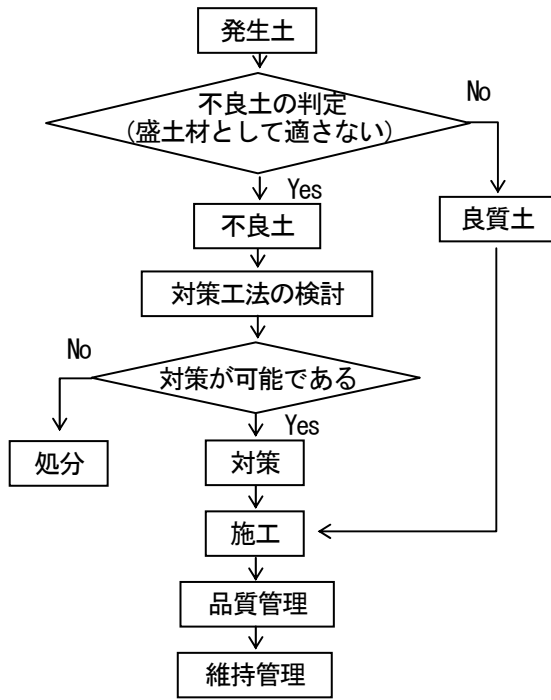 発生土
不良土の判定
(盛土材として適さない)
No
Yes
不良土
良質土
対策工法の検討
No
対策が可能である
Yes
処分
対策
施工
品質管理
維持管理